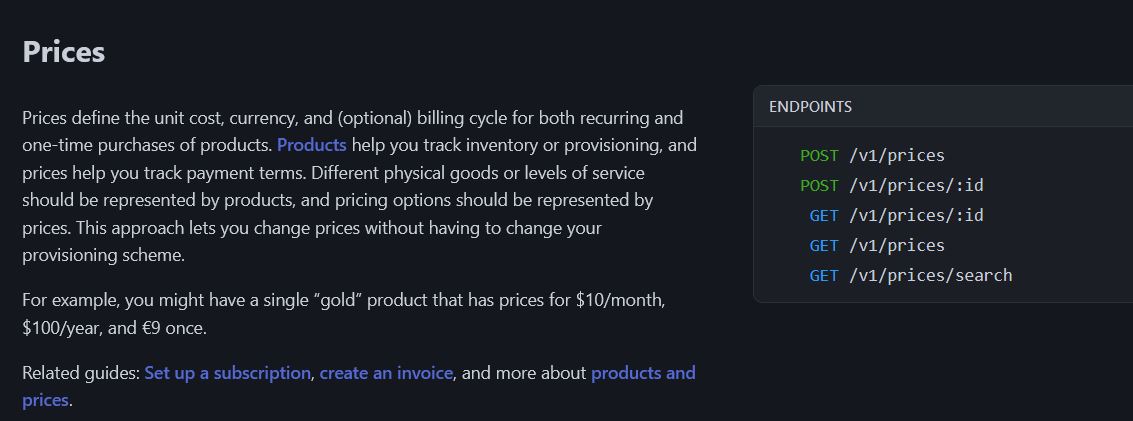 Prices
Prices define the unit cost, currency, and (optional) billing cycle for both recurring and
one-time purchases of products. Products help you track inventory or provisioning, and
prices help you track payment terms. Different physical goods or levels of service
should be represented by products, and pricing options should be represented by
prices. This approach lets you change prices without having to change your
provisioning scheme.
For example, you might have a single “gold” product that has prices for $10/month,
$100/year, and €9 once.
Related guides: Set up a subscription, create an invoice, and more about products and
prices.
ENDPOINTS
POST /v1/prices
POST /v1/prices/:id
GET /v1/prices/:id
GET /v1/prices
GET /v1/prices/search